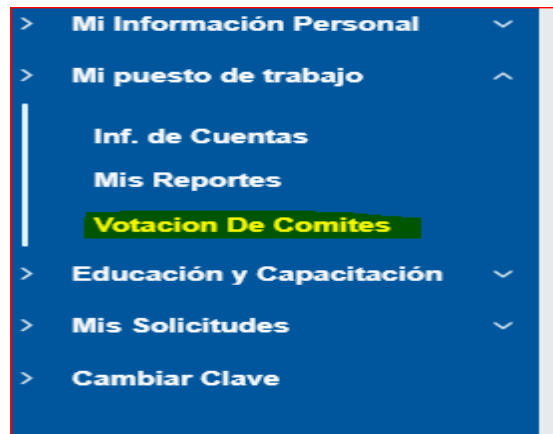 Mi Información Personal
Mi puesto de trabajo
Inf. de Cuentas
Mis Reportes
Votacion De Comites
Educación y Capacitación
Mis Solicitudes
Cambiar Clave